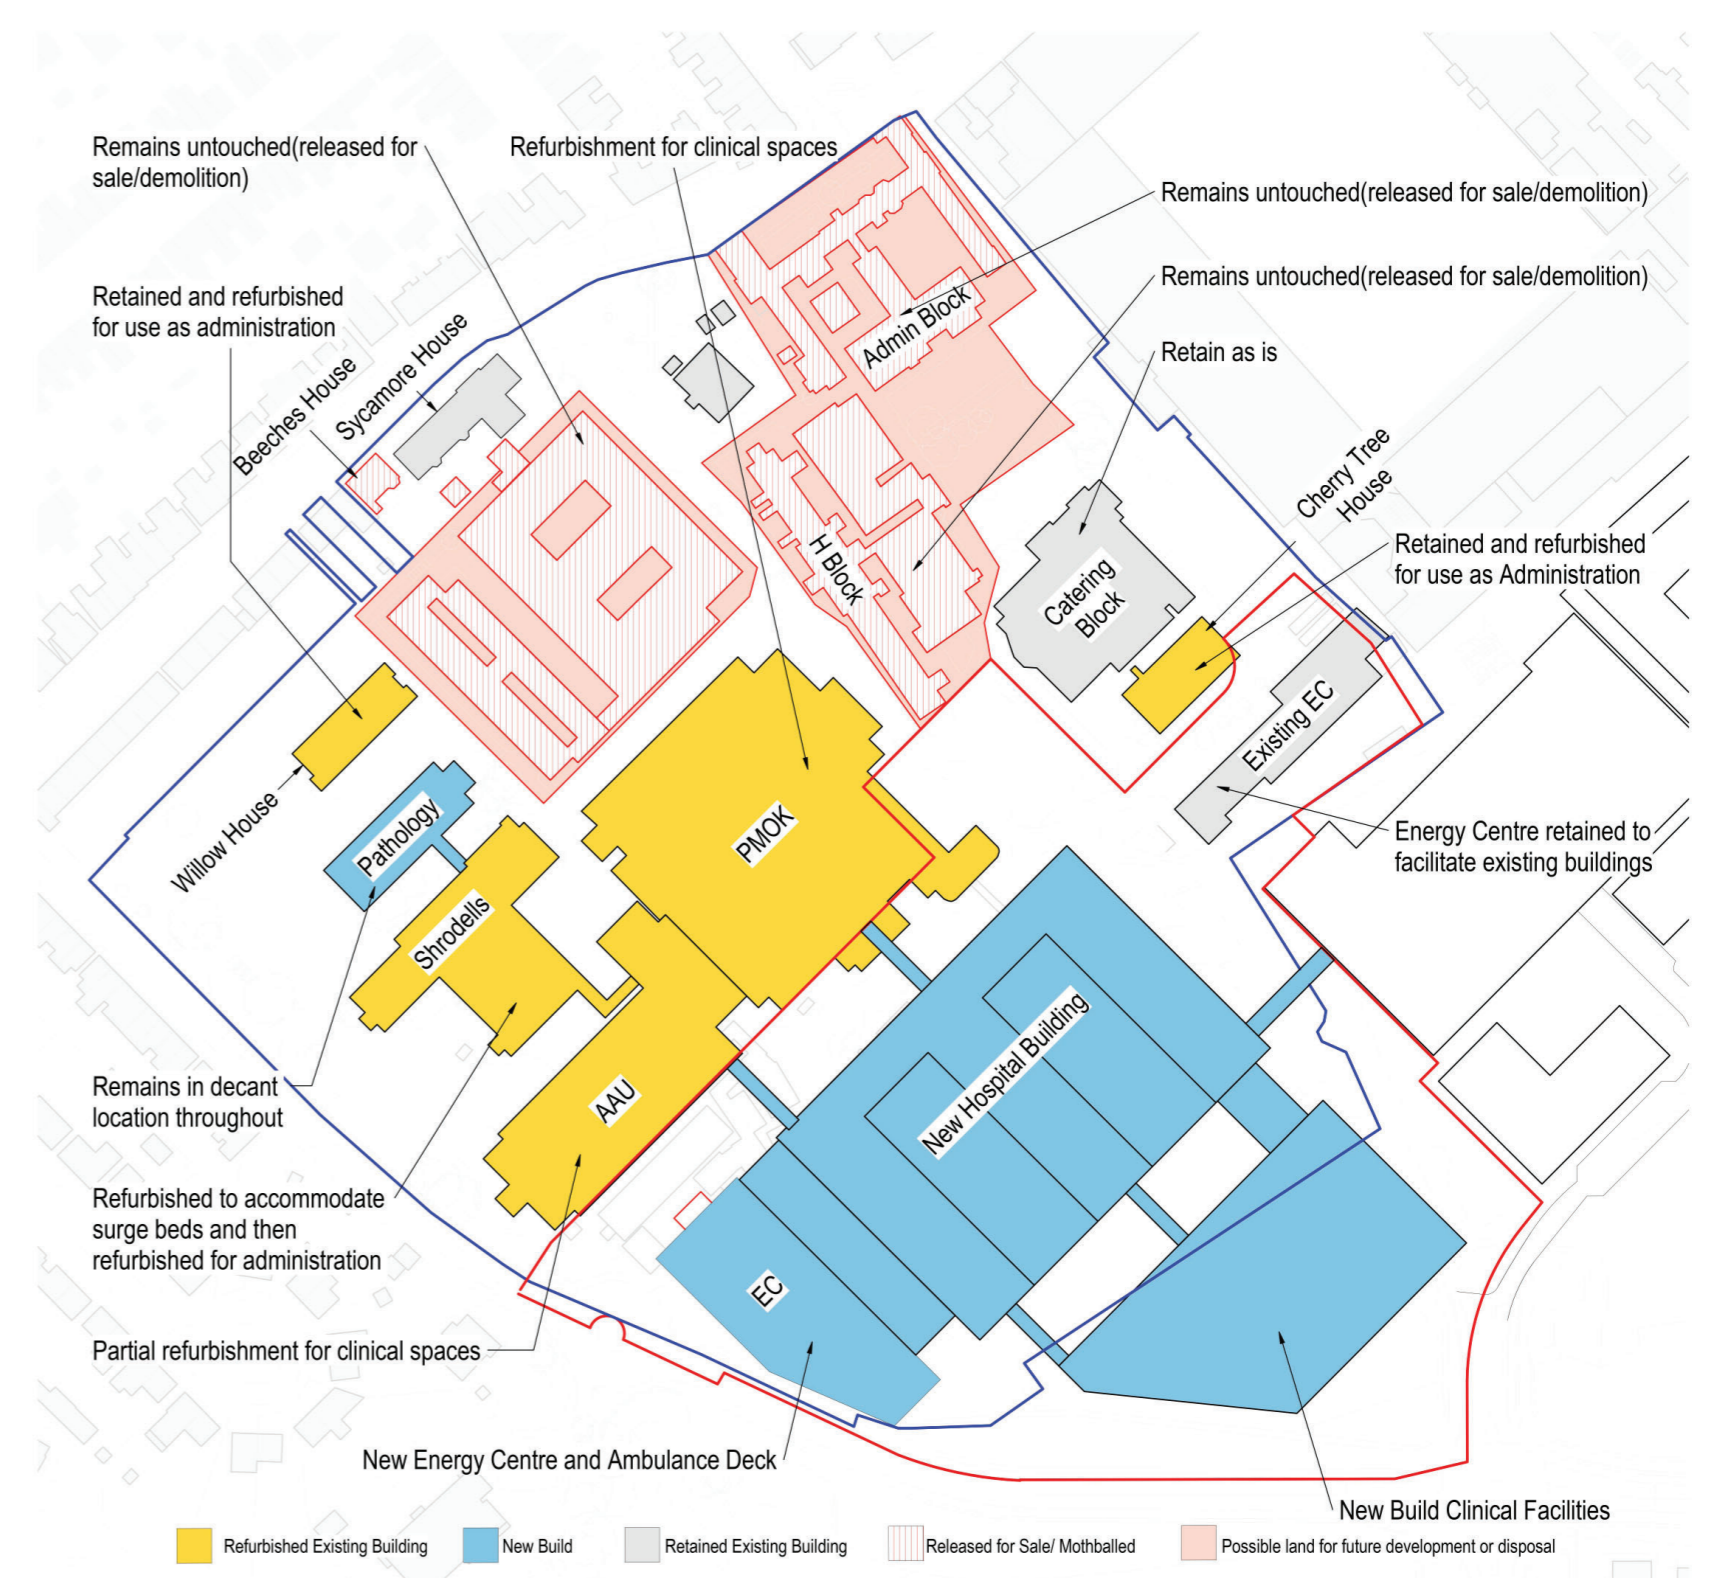 Remains untouched(released for
sale/demolition)
Refurbishment for clinical spaces
Remains untouched(released for sale/demolition)
Remains untouched(released for sale/demolition)
Retained and refurbished
for use as administration
Admin Block
Retain as is
Beeches House
Sycamore House
Cherry Tree
House
Retained and refurbished
for use as Administration
H Block
Catering
Block
Existing EC
Willow House
Pathology
PMOK
Energy Centre retained to
facilitate existing buildings
Shrodells
New Hospital Building
AAU
Remains in decant
location throughout
Refurbished to accommodate
surge beds and then
refurbished for administration
EC
Partial refurbishment for clinical spaces
New Energy Centre and Ambulance Deck
New Build Clinical Facilities
Refurbished Existing Building
New Build
Retained Existing Building
Released for Sale/ Mothballed
Possible land for future development or disposal